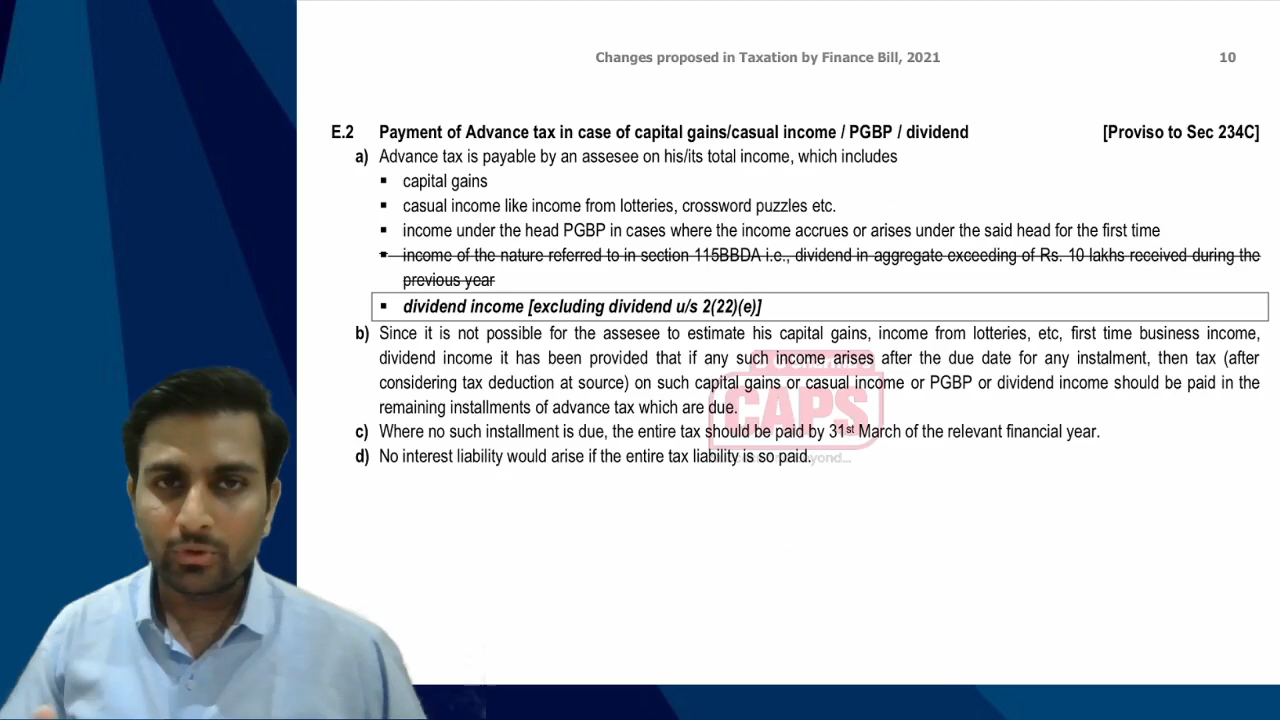 Changes proposed in Taxation by Finance Bill, 2021 10
E.2 Payment of Advance tax in case of capital gains/casual income / PGBP / dividend [Proviso to Sec 234C]
a) Advance tax is payable by an assesee on his/its total income, which includes
▪ capital gains
▪ casual income like income from lotteries, crossword puzzles etc.
▪ income under the head PGBP in cases where the income accrues or arises under the said head for the first time
▪ income of the nature referred to in section 115BBDA i.e., dividend in aggregate exceeding of Rs. 10 lakhs received during the
previous year
▪ dividend income [excluding dividend u/s 2(22)(e)]
b) Since it is not possible for the assesee to estimate his capital gains, income from lotteries, etc, first time business income,
dividend income it has been provided that if any such income arises after the due date for any instalment, then tax (after
considering tax deduction at source) on such capital gains or casual income or PGBP or dividend income should be paid in the
remaining installments of advance tax which are due.
CAPS
c) Where no such installment is due, the entire tax should be paid by 31st March of the relevant financial year.
d) No interest liability would arise if the entire tax liability is so paid.